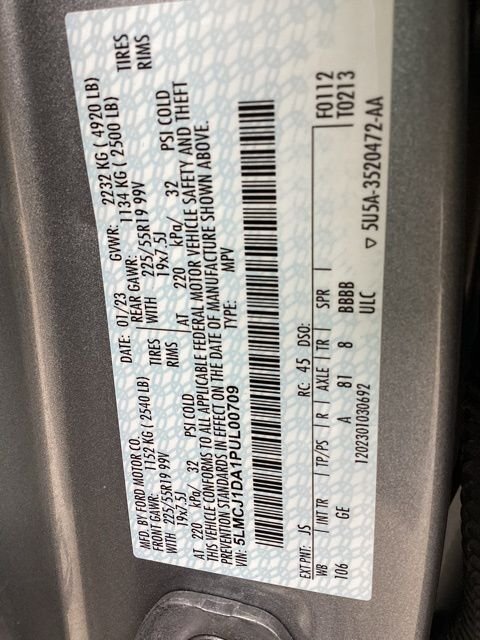 MFD. BY FORD MOTOR CO.
DATE: 01/23 GVWR: 2232 KG ( 4920 LB)
FRONT GAWR: 1152 KG ( 2540 LB) REAR GAWR: 1134 KG ( 2500 LB)
WITH 225/55R19 99V TIRES WITH 225/55R19 99V TIRES
19x7.5J RIMS 19x7.5J RIMS
AT 220 kPa/ 32 PSI COLD AT 220 kPa/ 32 PSI COLD
THIS VEHICLE CONFORMS TO ALL APPLICABLE FEDERAL MOTOR VEHICLE SAFETY AND THEFT
PREVENTION STANDARDS IN EFFECT ON THE DATE OF MANUFACTURE SHOWN ABOVE.
VIN: 5LMCJ1DA1PUL00709 TYPE: MPV
F0112
T0213
EXT PNT: JS RC: 45 DSO:
WB INT TR TP/PS R AXLE TR SPR
106 GE A 81 8 BBBB
1202301030692 ULC ▽ 5U5A-3520472-AA